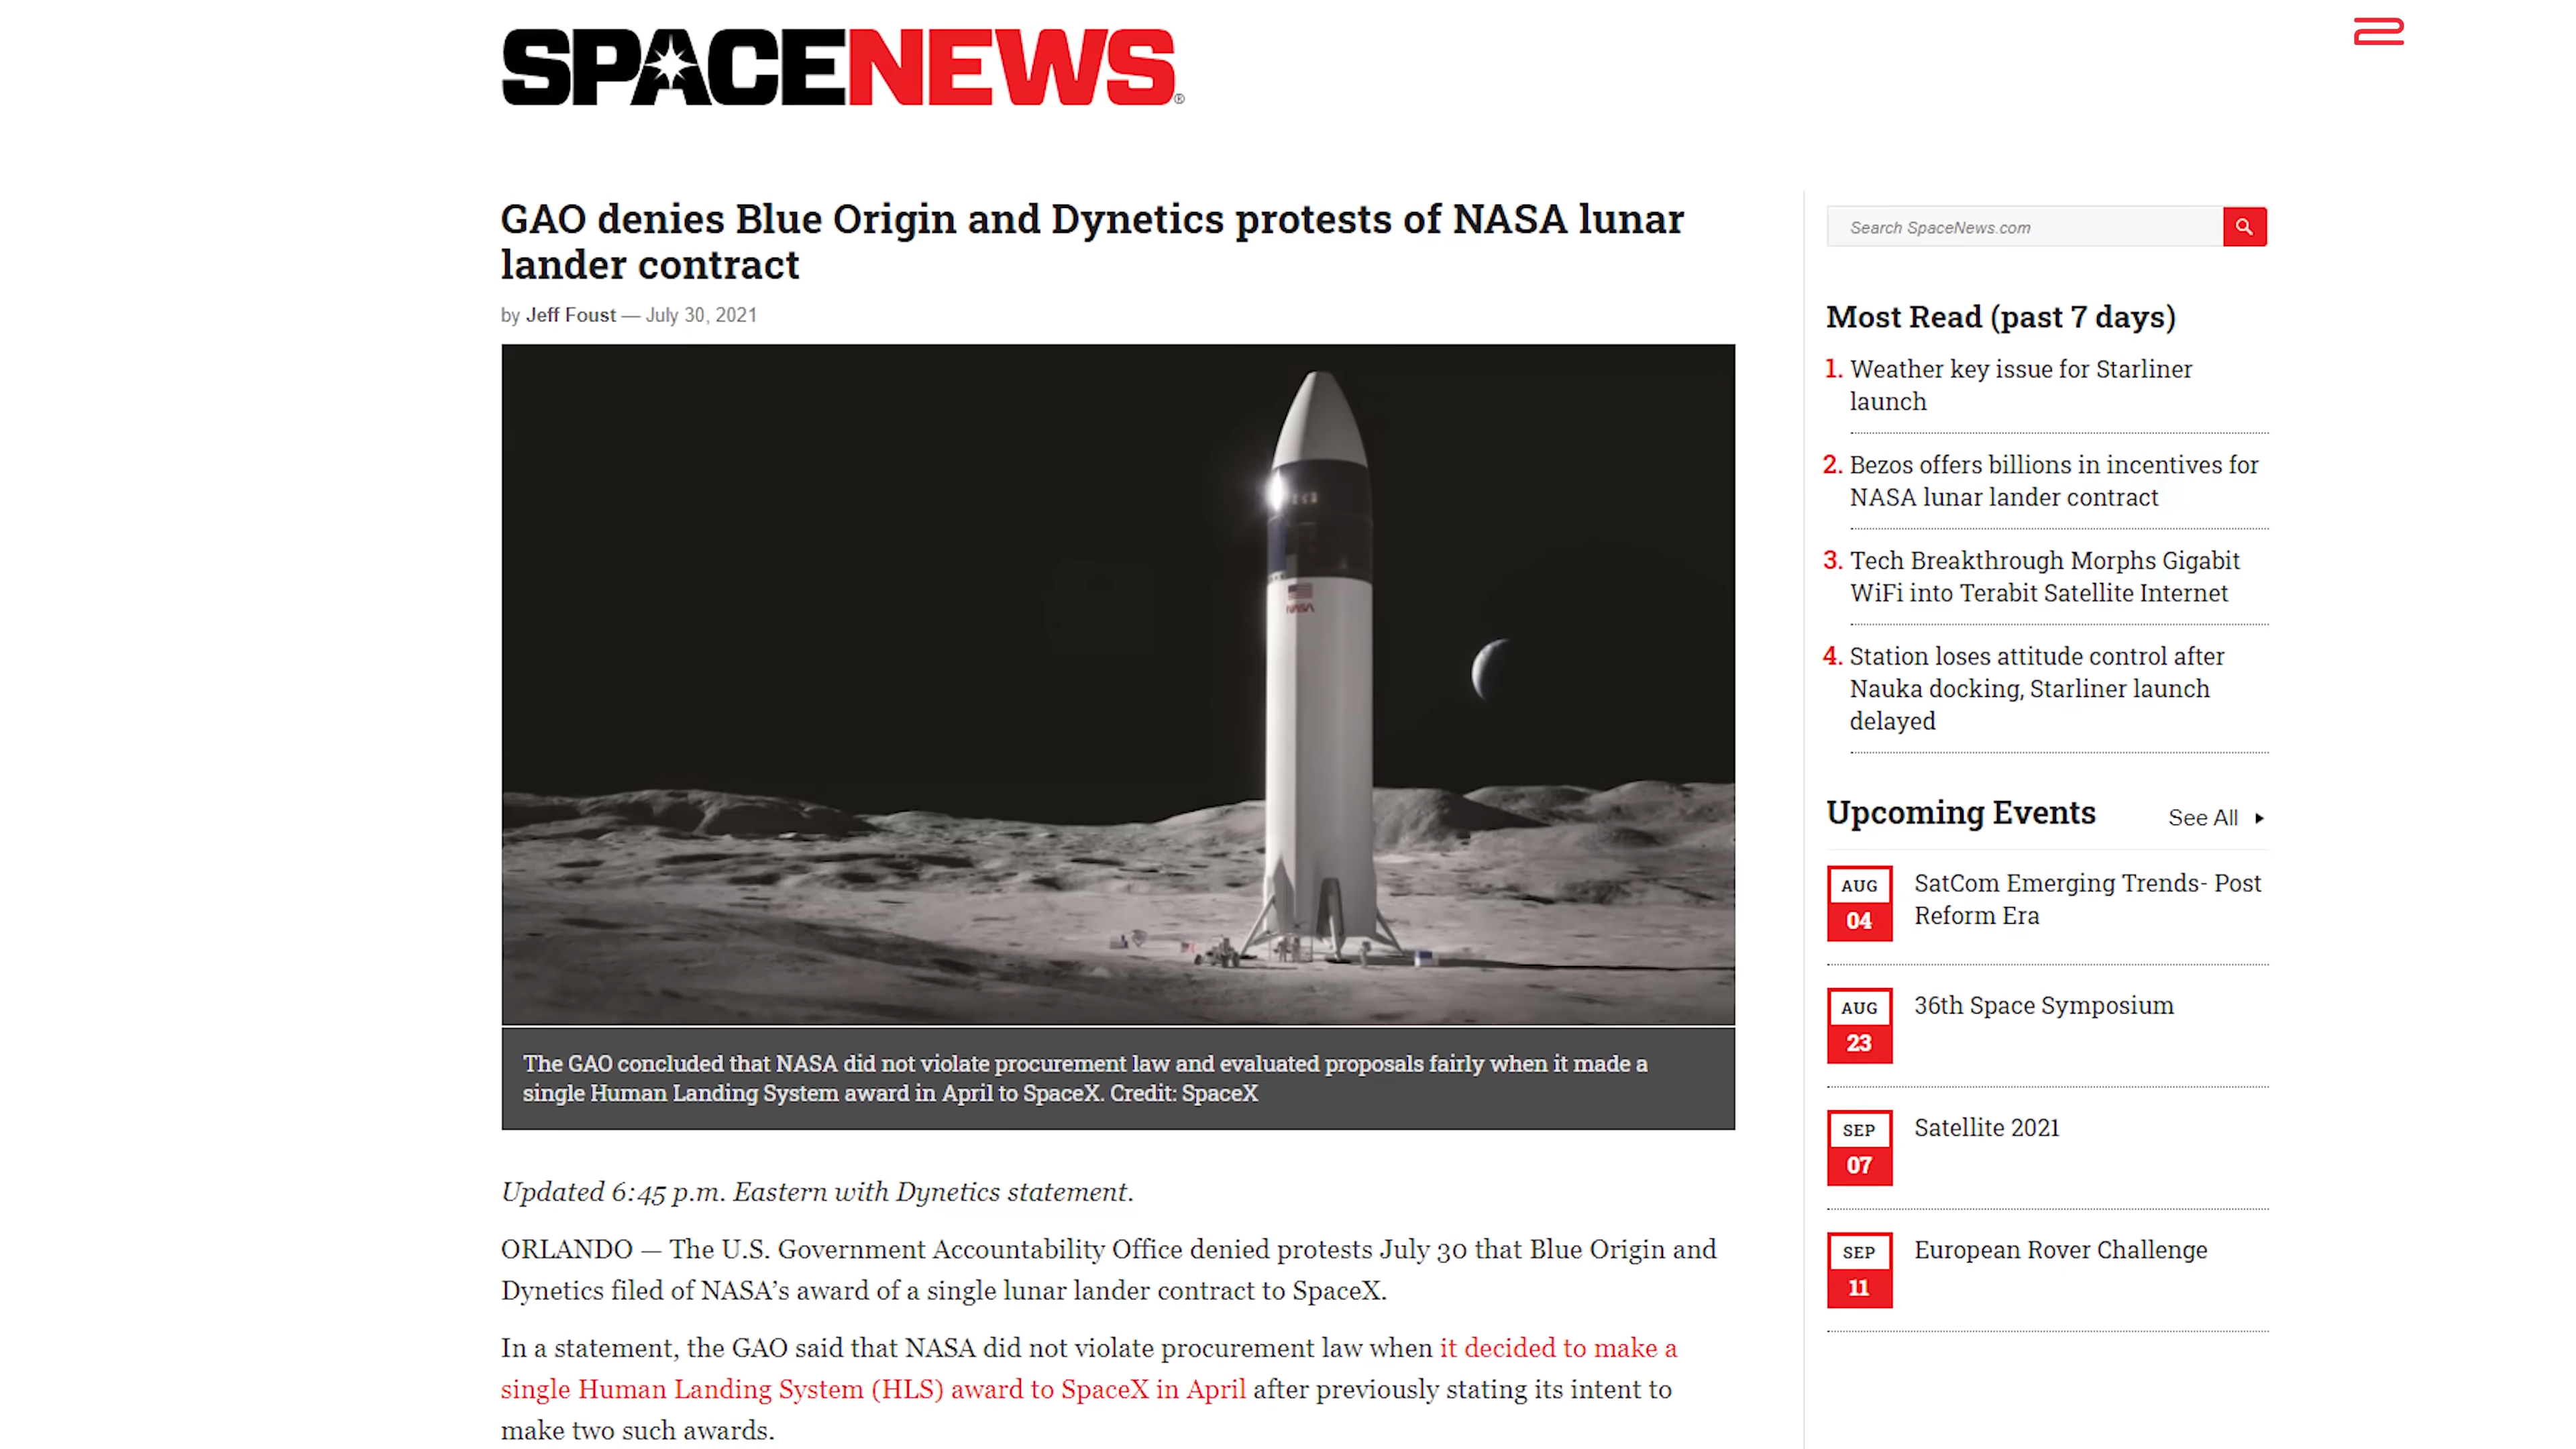 SPACENEWS®
GAO denies Blue Origin and Dynetics protests of NASA lunar
lander contract
by Jeff Foust — July 30, 2021
NASA
The GAO concluded that NASA did not violate procurement law and evaluated proposals fairly when it made a
single Human Landing System award in April to SpaceX. Credit: SpaceX
Updated 6:45 p.m. Eastern with Dynetics statement.
ORLANDO — The U.S. Government Accountability Office denied protests July 30 that Blue Origin and
Dynetics filed of NASA's award of a single lunar lander contract to SpaceX.
In a statement, the GAO said that NASA did not violate procurement law when it decided to make a
single Human Landing System (HLS) award to SpaceX in April after previously stating its intent to
make two such awards.
Search SpaceNews.com
Most Read (past 7 days)
1. Weather key issue for Starliner
launch
2. Bezos offers billions in incentives for
NASA lunar lander contract
3. Tech Breakthrough Morphs Gigabit
WiFi into Terabit Satellite Internet
4. Station loses attitude control after
Nauka docking, Starliner launch
delayed
Upcoming Events
See All
AUG
04
SatCom Emerging Trends- Post
Reform Era
AUG
23
36th Space Symposium
SEP
07
Satellite 2021
SEP
11
European Rover Challenge